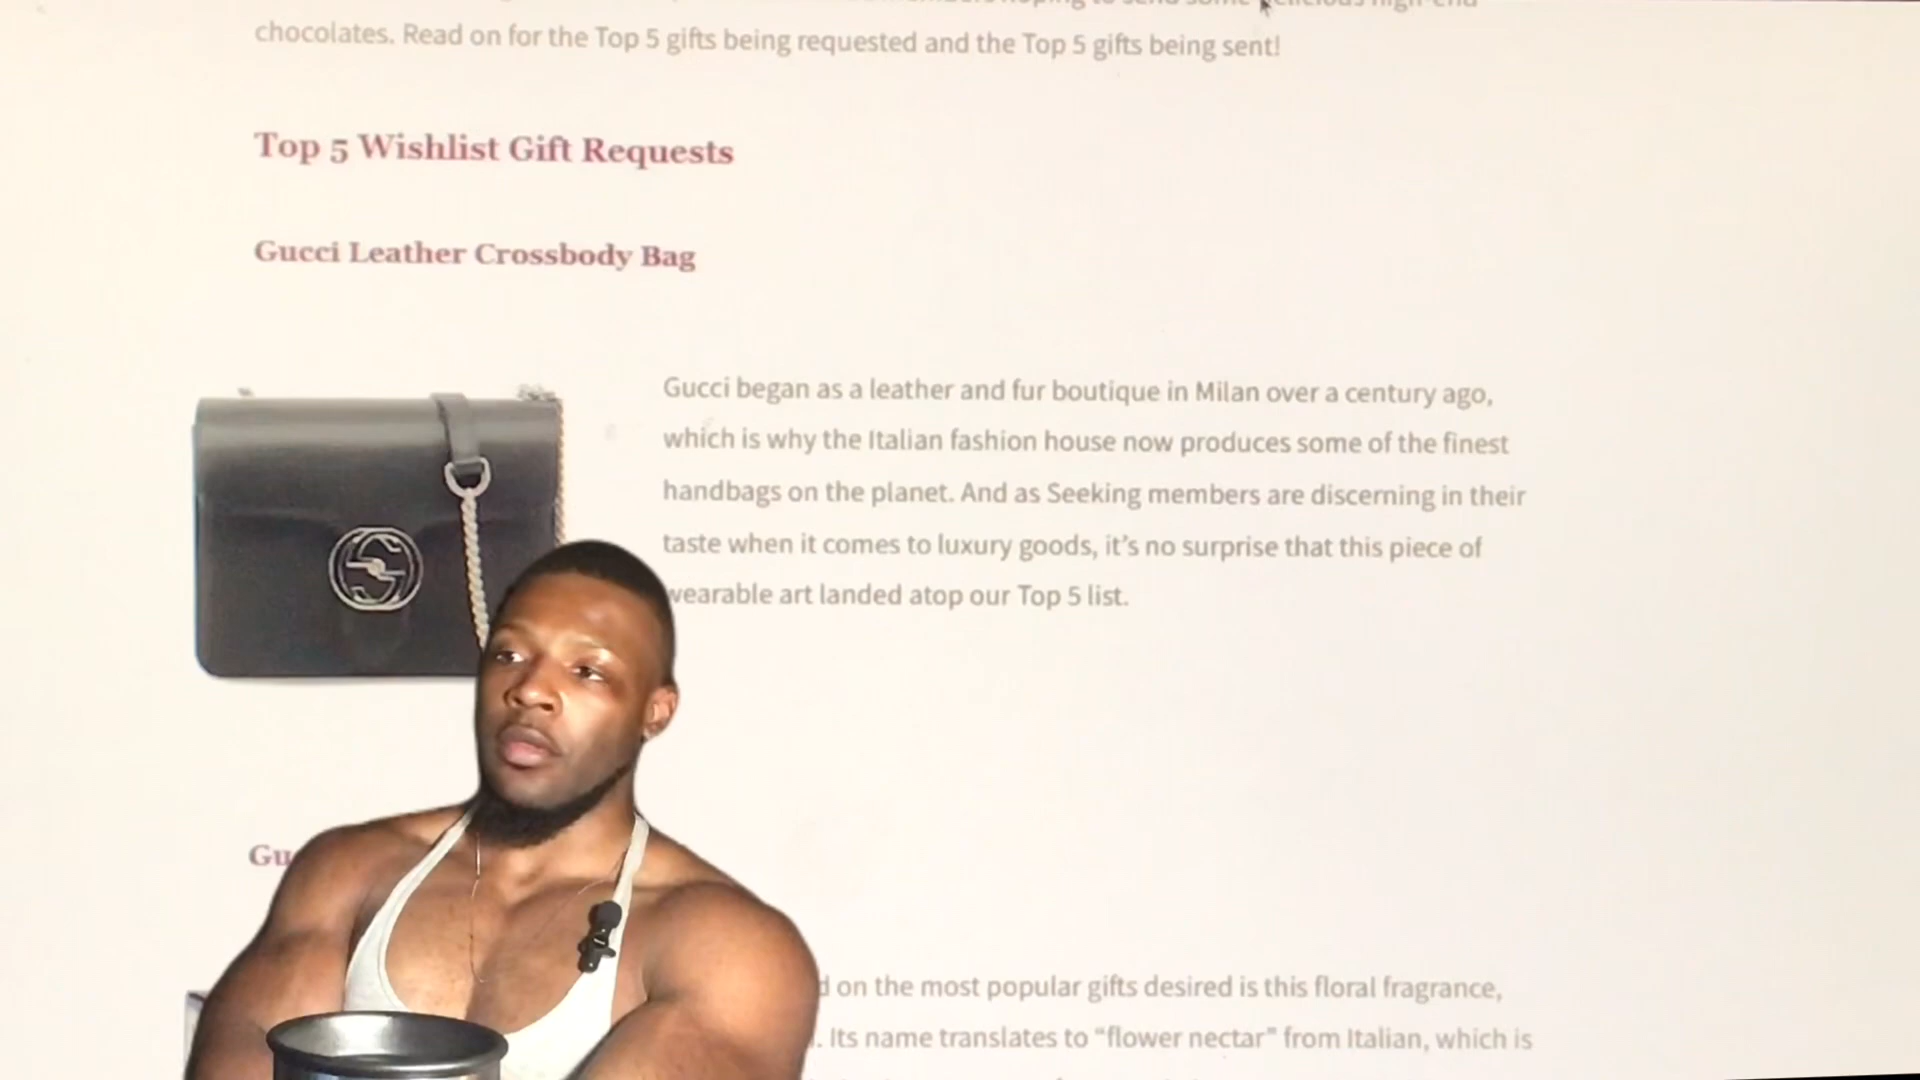 chocolates. Read on for the Top 5 gifts being requested and the Top 5 gifts being sent!
Top 5 Wishlist Gift Requests
Gucci Leather Crossbody Bag
Gucci began as a leather and fur boutique in Milan over a century ago,
which is why the Italian fashion house now produces some of the finest
handbags on the planet. And as Seeking members are discerning in their
taste when it comes to luxury goods, it's no surprise that this piece of
wearable art landed atop our Top 5 list.
Gu
on the most popular gifts desired is this floral fragrance,
. Its name translates to “flower nectar” from Italian, which is